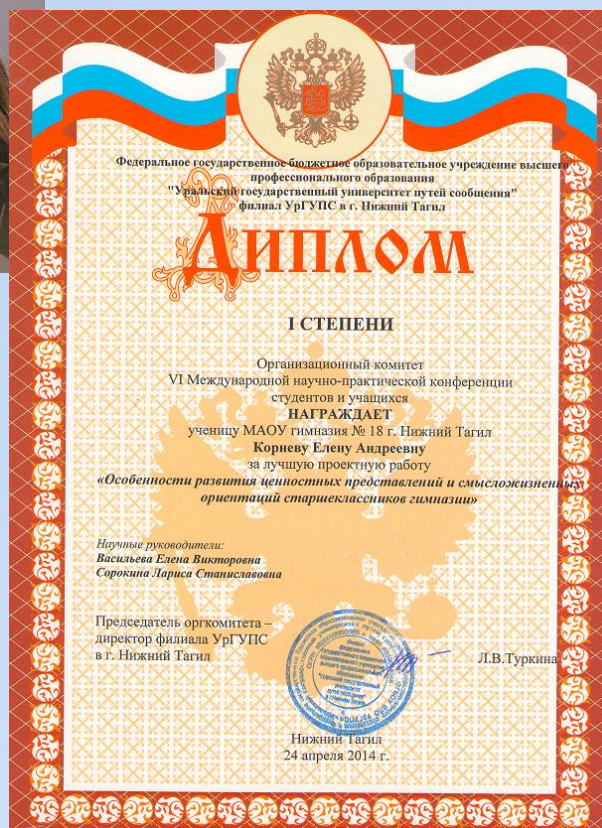 Федеральное государственное бюджетное образовательное учреждение высшего
профессионального образования
"Уральский государственный университет путей сообщения"
филиал УрГУПС в г. Нижний Тагил
ДИПЛОМ
I СТЕПЕНИ
Организационный комитет
VI Международной научно-практической конференции
студентов и учащихся
НАГРАЖДАЕТ
ученицу МАОУ гимназия № 18 г. Нижний Тагил
Корневу Елену Андреевну
за лучшую проектную работу
«Особенности развития ценностных представлений и смысложизненных
ориентаций старшеклассников гимназии»
Научные руководители:
Васильева Елена Викторовна
Сорокина Лариса Станиславовна
Председатель оргкомитета –
директор филиала УрГУПС
в г. Нижний Тагил
Л.В.Туркина
Нижний Тагил
24 апреля 2014 г.